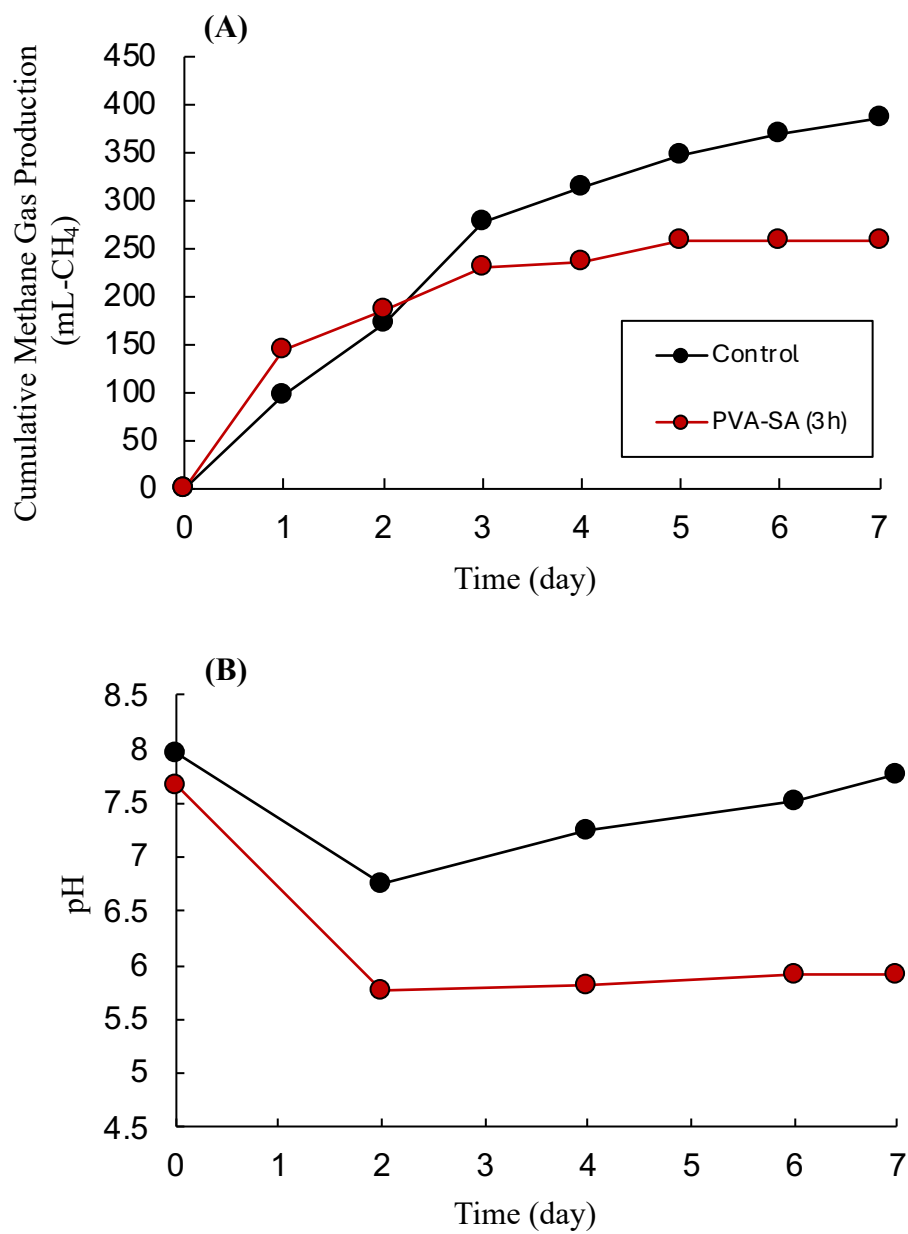 (A)
Cumulative Methane Gas Production
(mL-CH₄)
450
400
350
300
250
200
150
100
50
0
Control
PVA-SA (3h)
0 1 2 3 4 5 6 7
Time (day)
(B)
pH
8.5
8
7.5
7
6.5
6
5.5
5
4.5
0 1 2 3 4 5 6 7
Time (day)